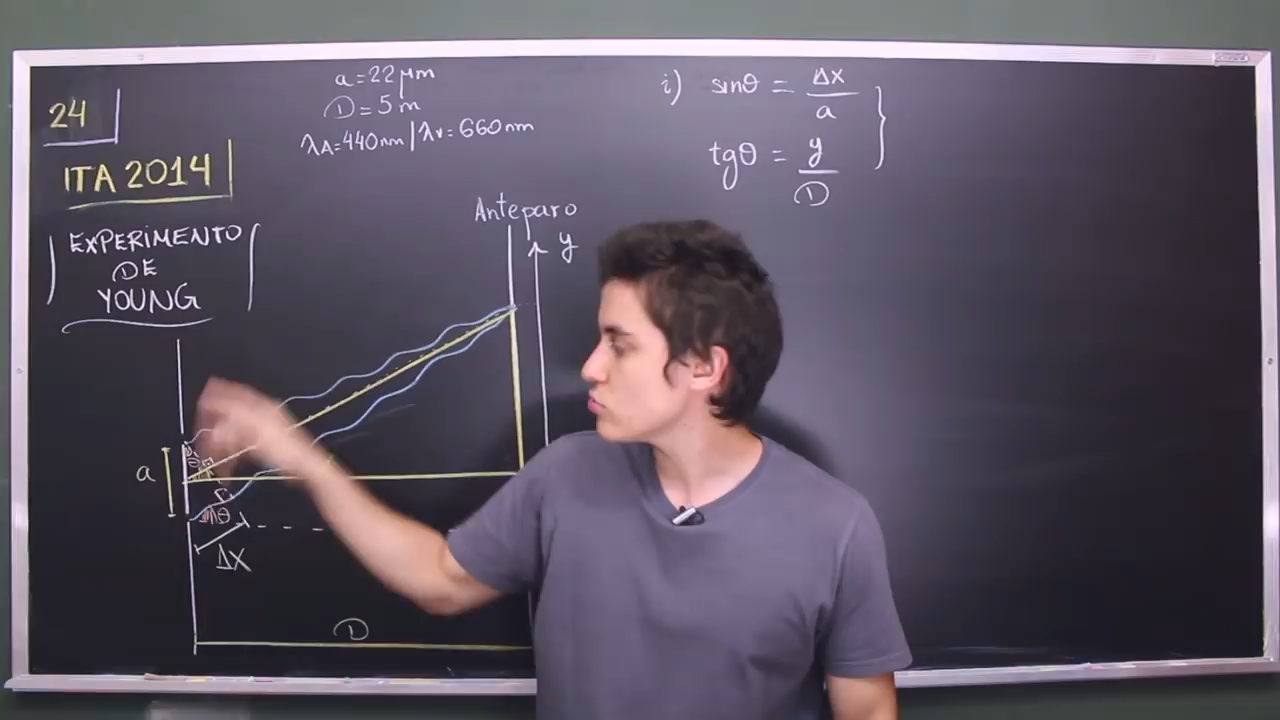 24
ITA 2014
EXPERIMENTO
DE
YOUNG
a = 22 μm
D = 5 m
λA = 440 nm | λv = 660 nm
i) sinθ = Δx / a
tgθ = y / D
Anteparo
y
a
θ
θ
Δx
D